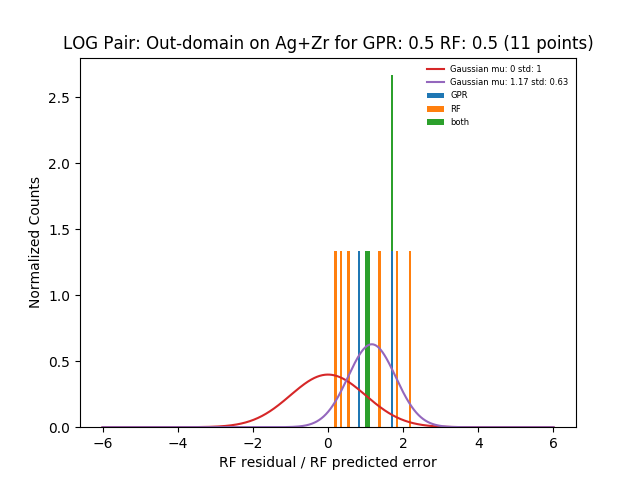 LOG Pair: Out-domain on Ag+Zr for GPR: 0.5 RF: 0.5 (11 points)
Gaussian mu: 0 std: 1
Gaussian mu: 1.17 std: 0.63
GPR
RF
both
Normalized Counts
2.5
2.0
1.5
1.0
0.5
0.0
−6
−4
−2
0
2
4
6
RF residual / RF predicted error